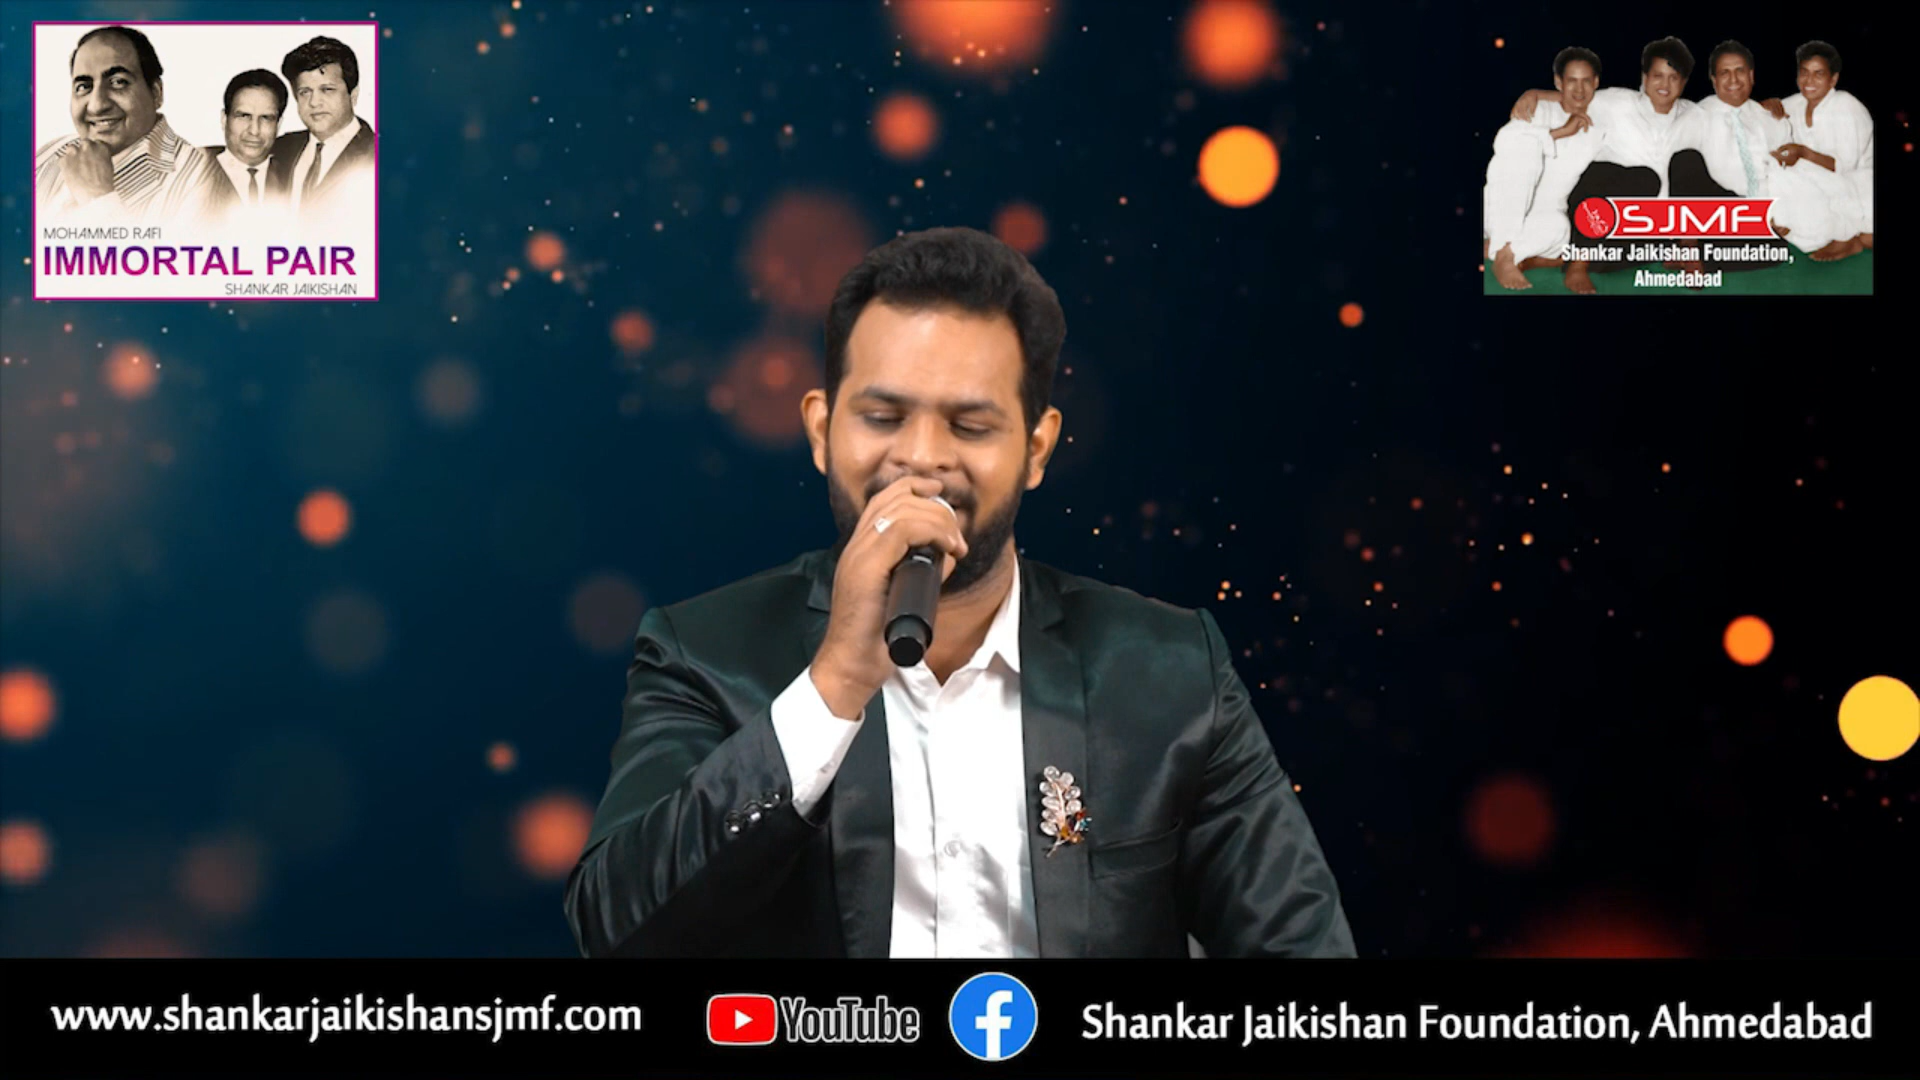 MOHAMMED RAFI
IMMORTAL PAIR
SHANKAR JAIKISHAN
SJMF
Shankar Jaikishan Foundation,
Ahmedabad
www.shankarjaikishansjmf.com
YouTube
Shankar Jaikishan Foundation, Ahmedabad